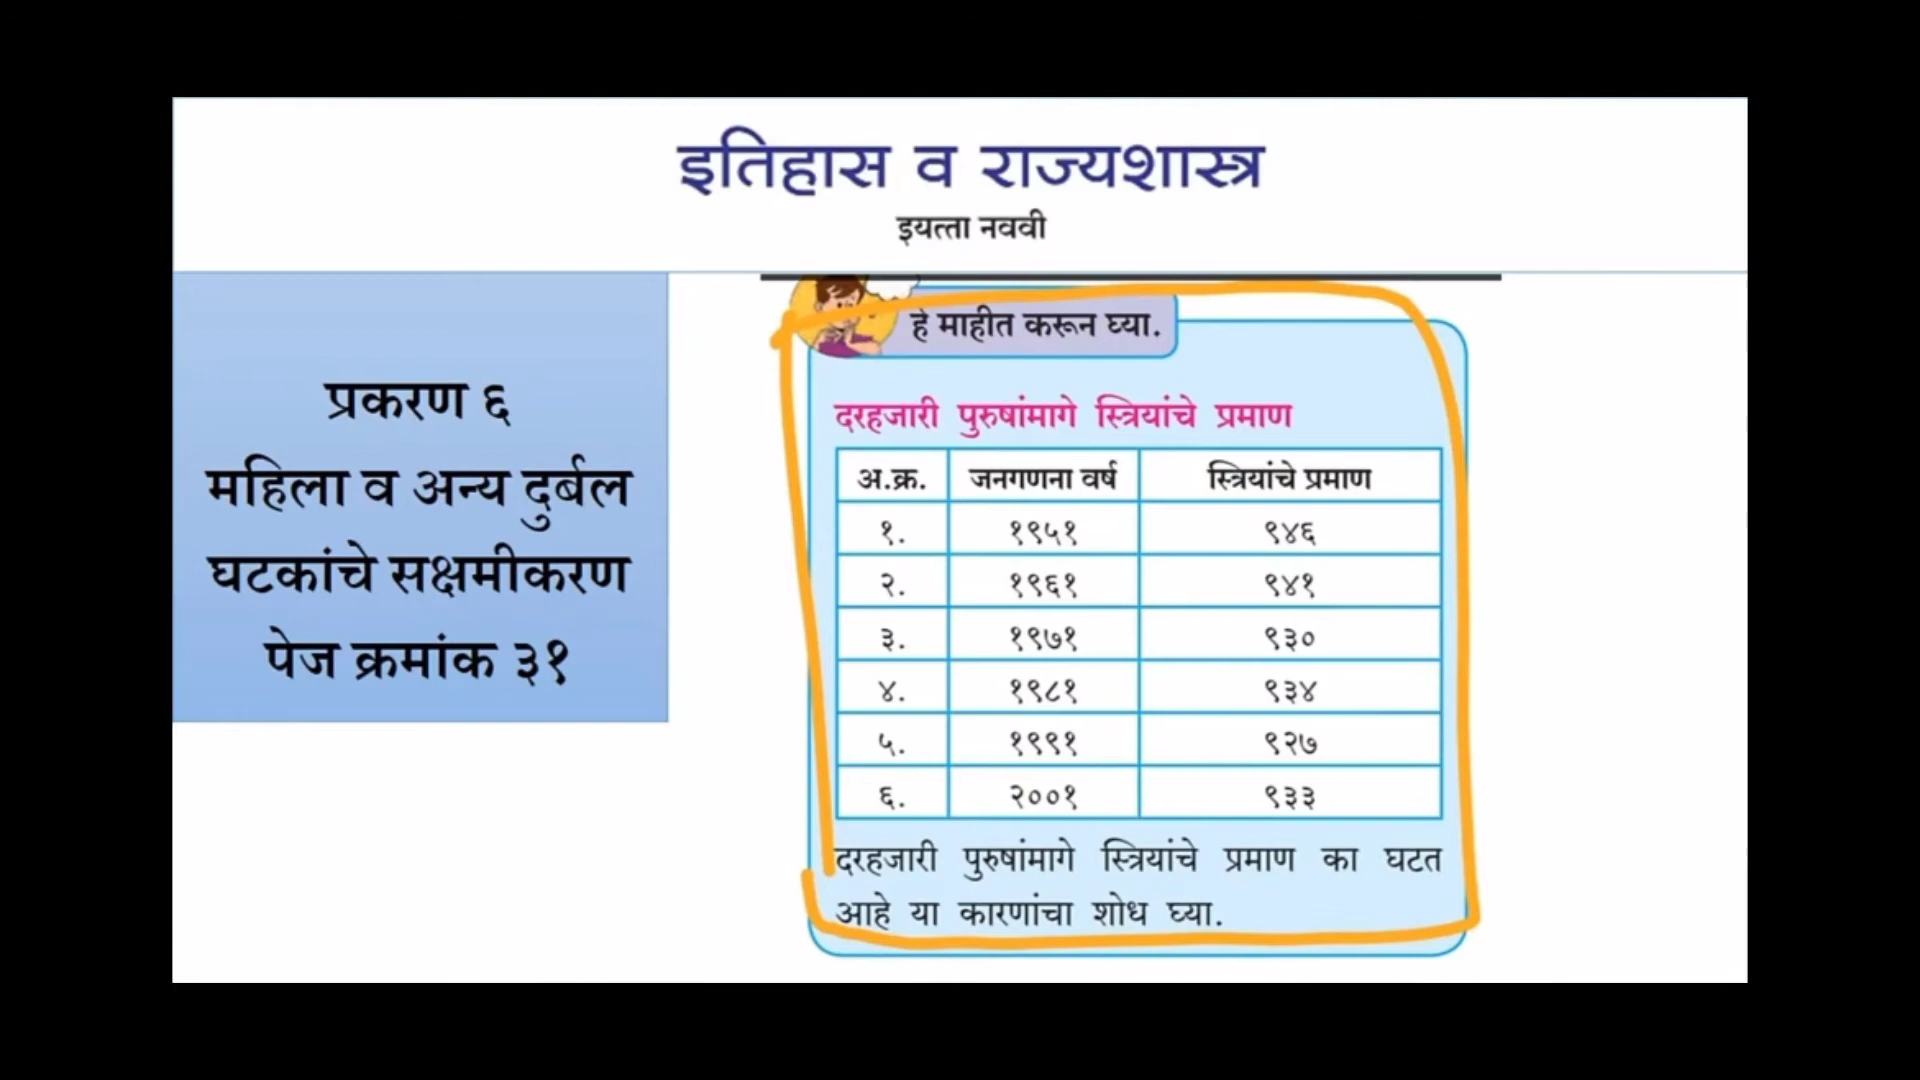 इतिहास व राज्यशास्त्र
इयत्ता नववी
प्रकरण ६
महिला व अन्य दुर्बल
घटकांचे सक्षमीकरण
पेज क्रमांक ३१
हे माहीत करून घ्या.
दरहजारी पुरुषांमागे स्त्रियांचे प्रमाण
अ.क्र. जनगणना वर्ष स्त्रियांचे प्रमाण
१. १९५१ ९४६
२. १९६१ ९४१
३. १९७१ ९३०
४. १९८१ ९३४
५. १९९१ ९२७
६. २००१ ९३३
दरहजारी पुरुषांमागे स्त्रियांचे प्रमाण का घटत
आहे या कारणांचा शोध घ्या.